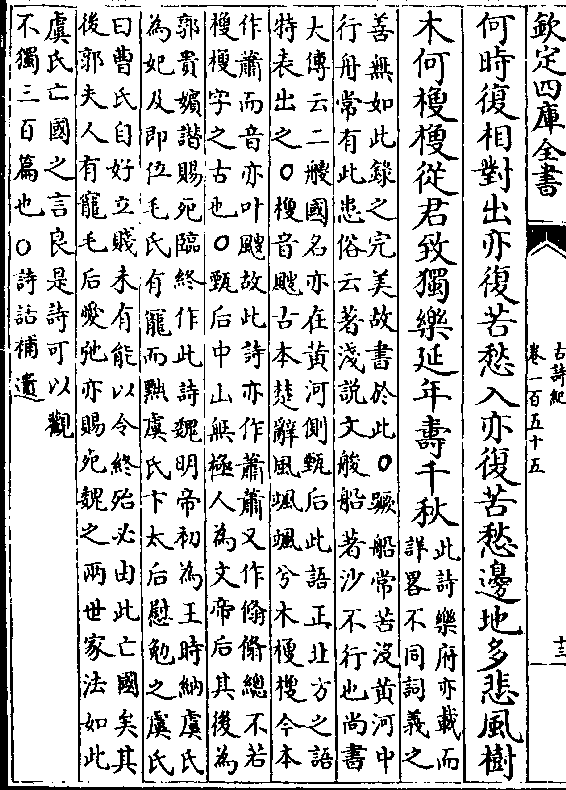 欽定四庫全書
古詩紀
卷一百五十五
十三
何時復相對出亦復苦愁入亦復苦愁邊地多悲風樹
木何㮴㮴從君致獨樂延年壽千秋
此詩樂府亦載而
詳畧不同詞義之
善無如此錄之完美故書於此○蹶船常苦沒黄河中
行舟常有此患俗云著淺說文艐船著沙不行也尚書
大傳云二艐國名亦在黄河側甄后此語正北方之語
特表出之○㮴音颼古本楚辭風颯颯兮木㮴㮴今本
作蕭而音亦叶颼故此詩亦作蕭蕭又作翛翛總不若
㮴㮴字之古也○甄后中山無極人為文帝后其後為
郭貴嬪譖賜死臨終作此詩魏明帝初為王時納虞氏
為妃及即位毛氏有寵而黜虞氏卞太后慰勉之虞氏
曰曹氏自好立賤未有能以令終殆必由此亡國矣其
後郭夫人有寵毛后愛弛亦賜死魏之兩世家法如此
虞氏亡國之言良是詩可以觀
不獨三百篇也○詩話補遺